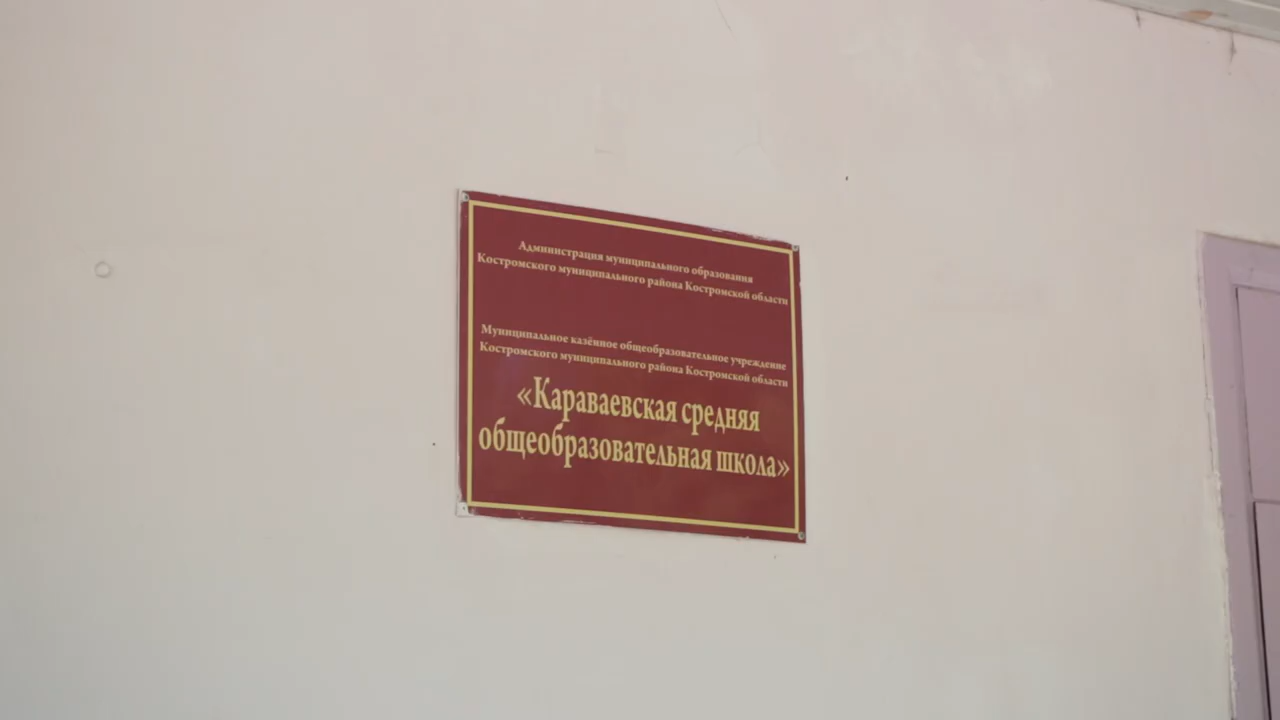 Администрация муниципального образования
Костромского муниципального района Костромской области
Муниципальное казённое общеобразовательное учреждение
Костромского муниципального района Костромской области
«Караваевская средняя
общеобразовательная школа»